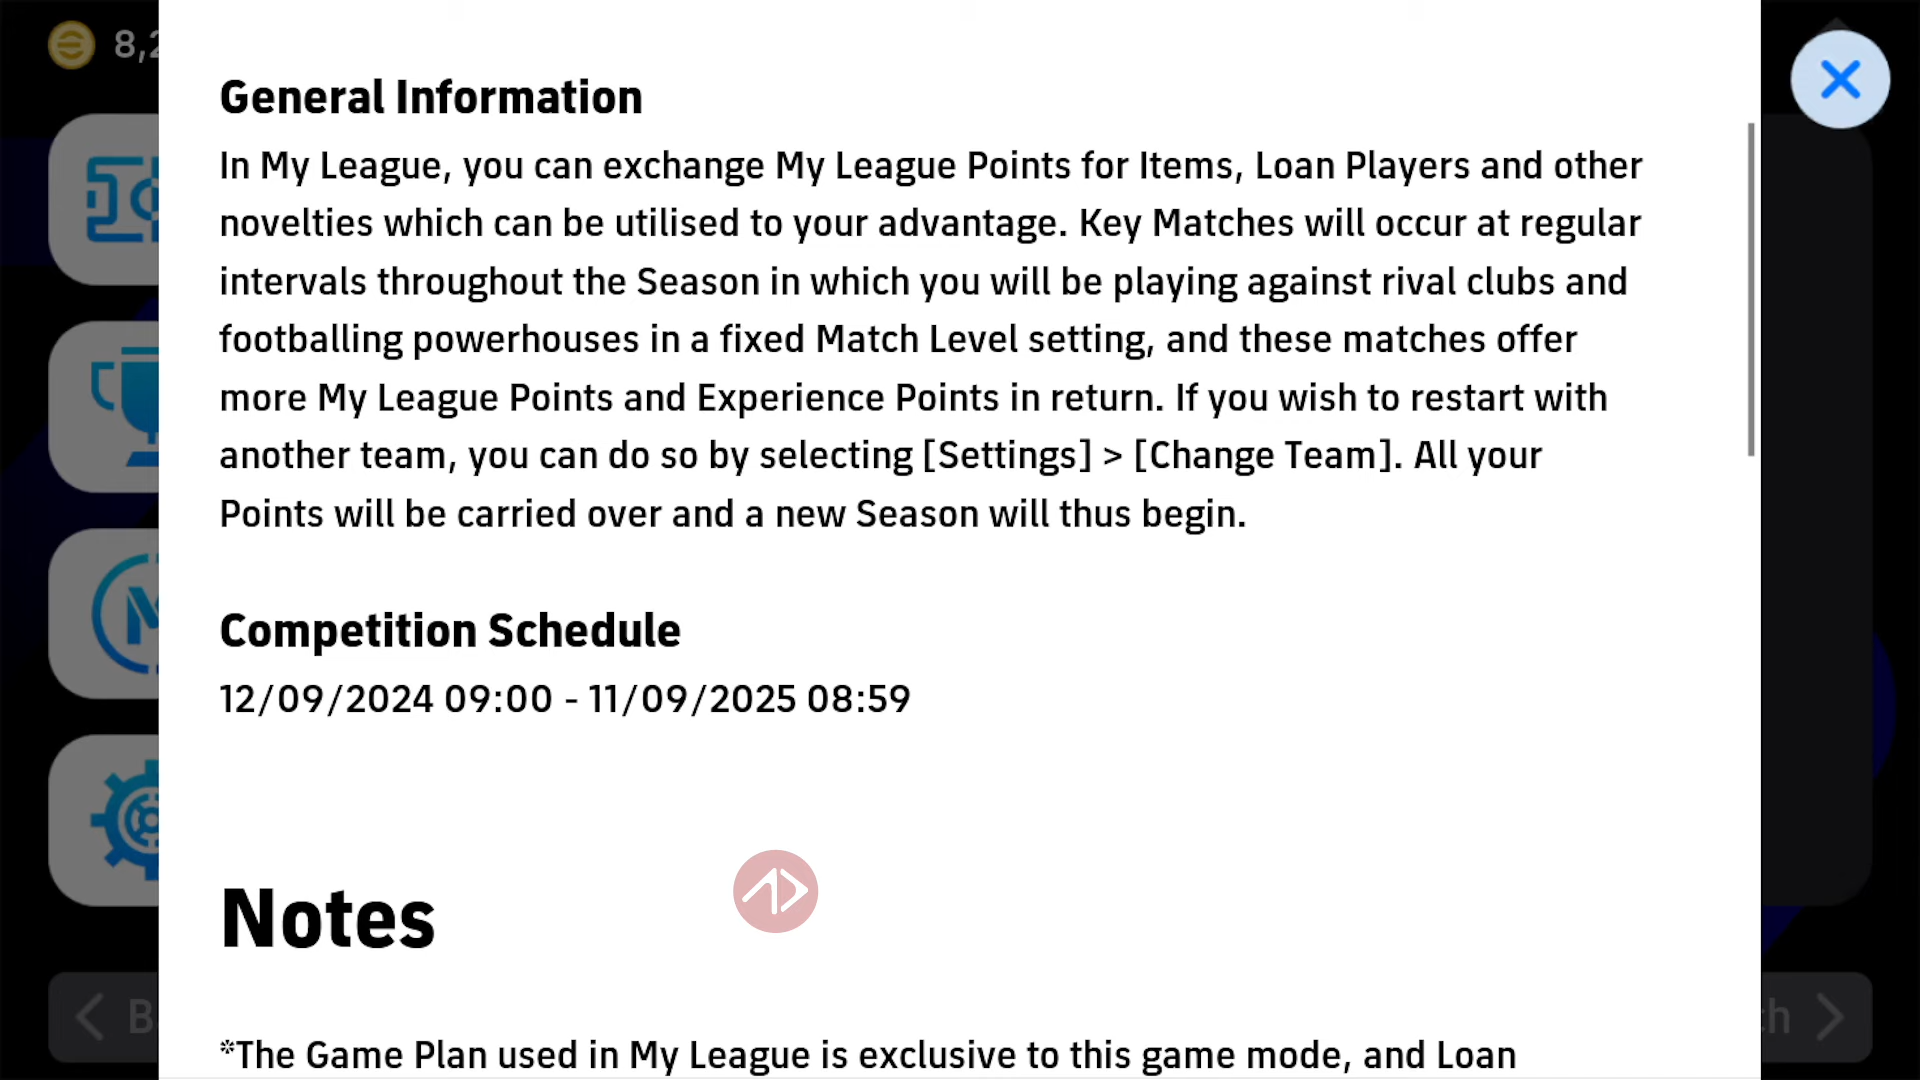 8,2
General Information
In My League, you can exchange My League Points for Items, Loan Players and other
novelties which can be utilised to your advantage. Key Matches will occur at regular
intervals throughout the Season in which you will be playing against rival clubs and
footballing powerhouses in a fixed Match Level setting, and these matches offer
more My League Points and Experience Points in return. If you wish to restart with
another team, you can do so by selecting [Settings] > [Change Team]. All your
Points will be carried over and a new Season will thus begin.
Competition Schedule
12/09/2024 09:00 - 11/09/2025 08:59
Notes
B
ch
*The Game Plan used in My League is exclusive to this game mode, and Loan